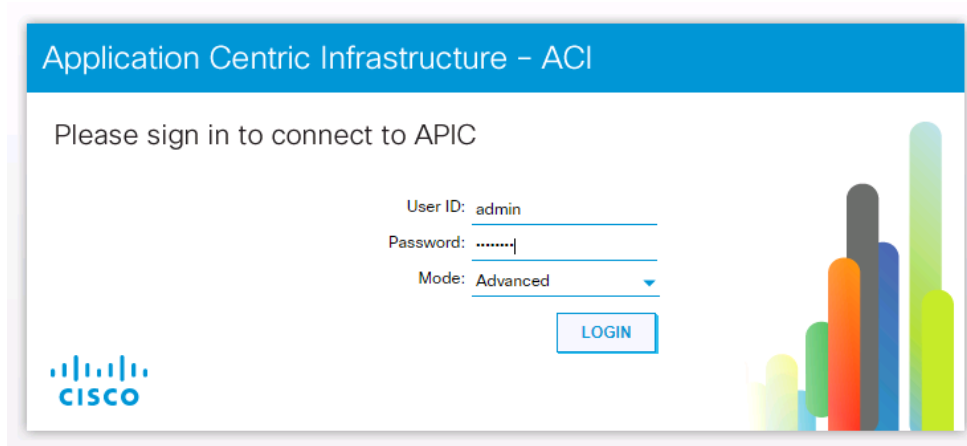 Application Centric Infrastructure – ACI
Please sign in to connect to APIC
User ID: admin
Password: ••••••••
Mode: Advanced
LOGIN
CISCO